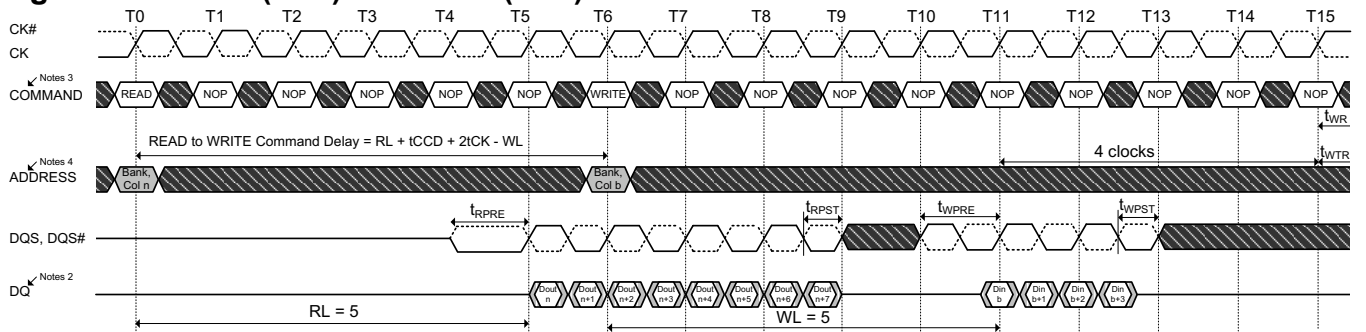 T0 T1 T2 T3 T4 T5 T6 T7 T8 T9 T10 T11 T12 T13 T14 T15
CK#
CK
Notes 3
COMMAND READ NOP NOP NOP NOP NOP WRITE NOP NOP NOP NOP NOP NOP NOP NOP NOP
tWR
READ to WRITE Command Delay = RL + tCCD + 2tCK - WL
4 clocks
tWTR
Notes 4
ADDRESS
Bank, Col n
Bank, Col b
tRPRE tRPST tWPRE tWPST
DQS, DQS#
Notes 2
DQ
Dout n
Dout n+1
Dout n+2
Dout n+3
Dout n+4
Dout n+5
Dout n+6
Dout n+7
Din b
Din b+1
Din b+2
Din b+3
RL = 5
WL = 5